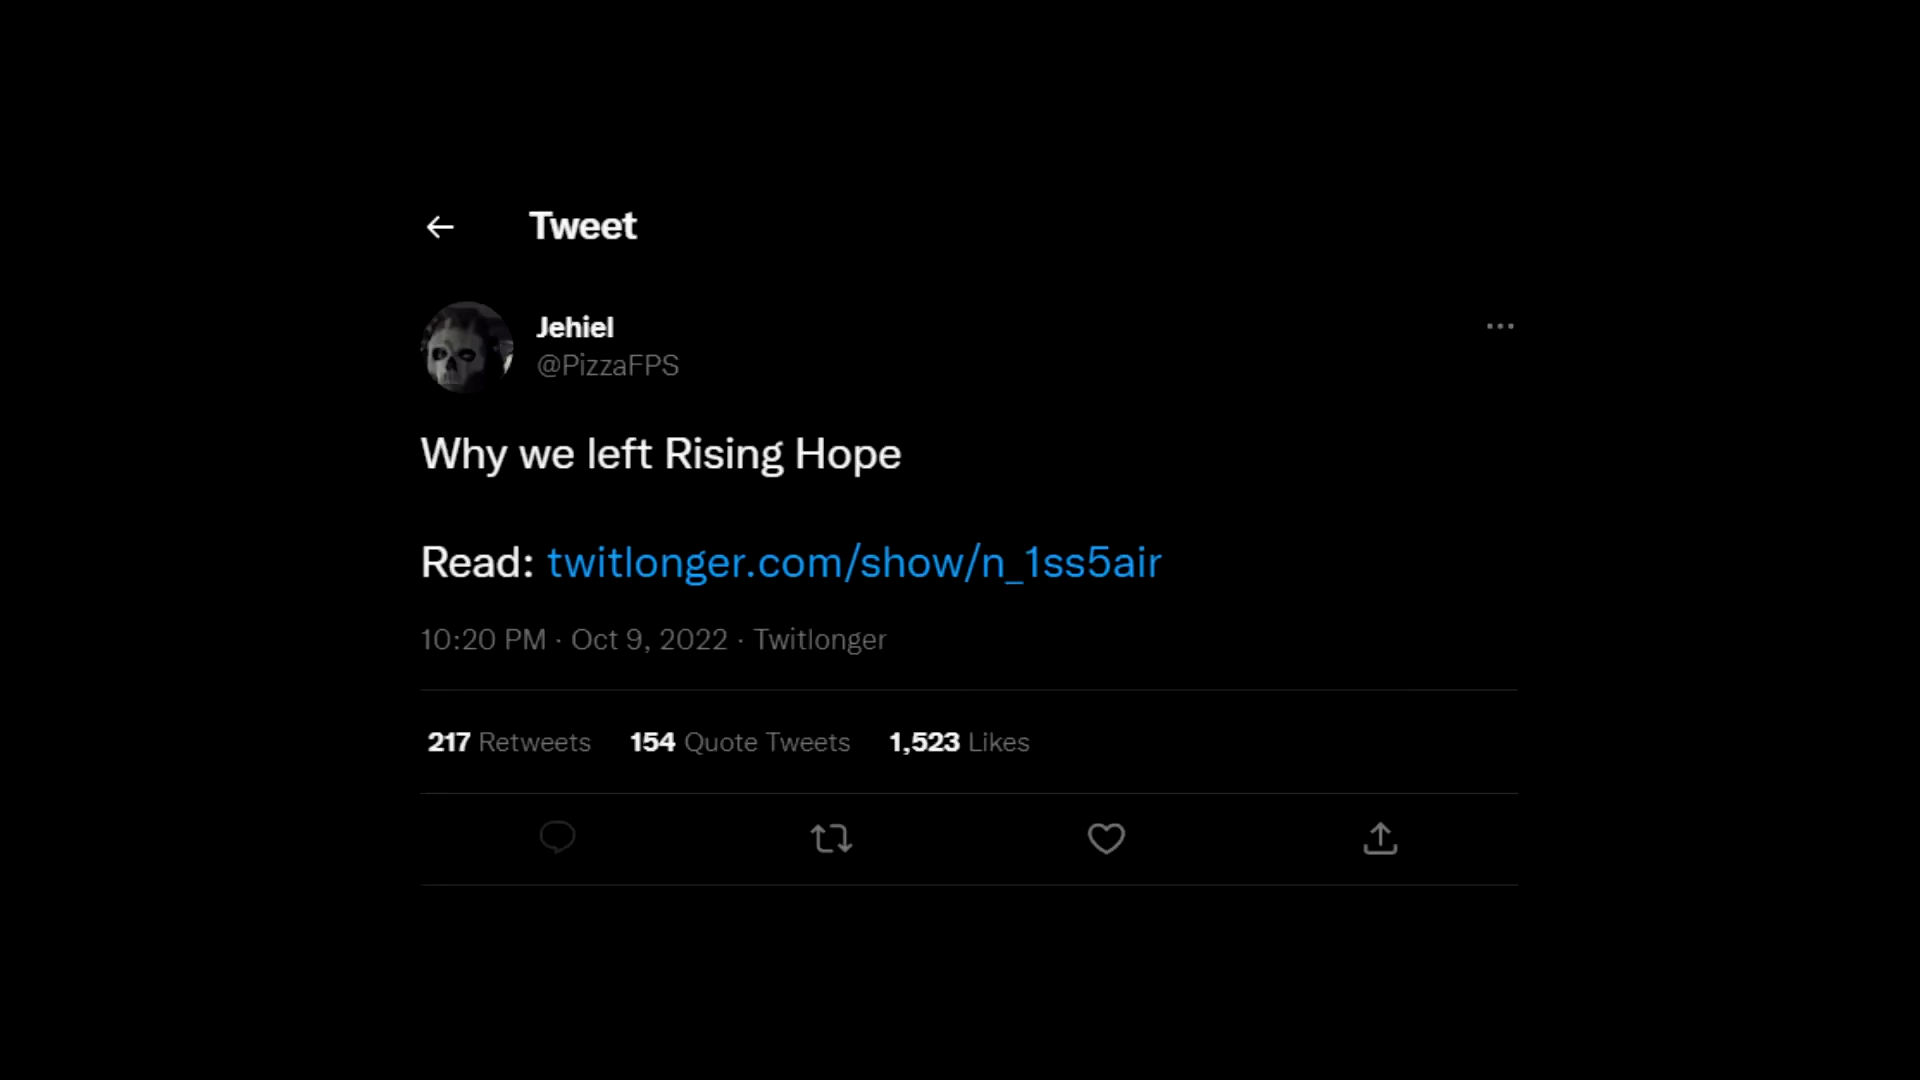 Tweet
Jehiel
@PizzaFPS
Why we left Rising Hope
Read: twitlonger.com/show/n_1ss5air
10:20 PM · Oct 9, 2022 · Twitlonger
217 Retweets 154 Quote Tweets 1,523 Likes